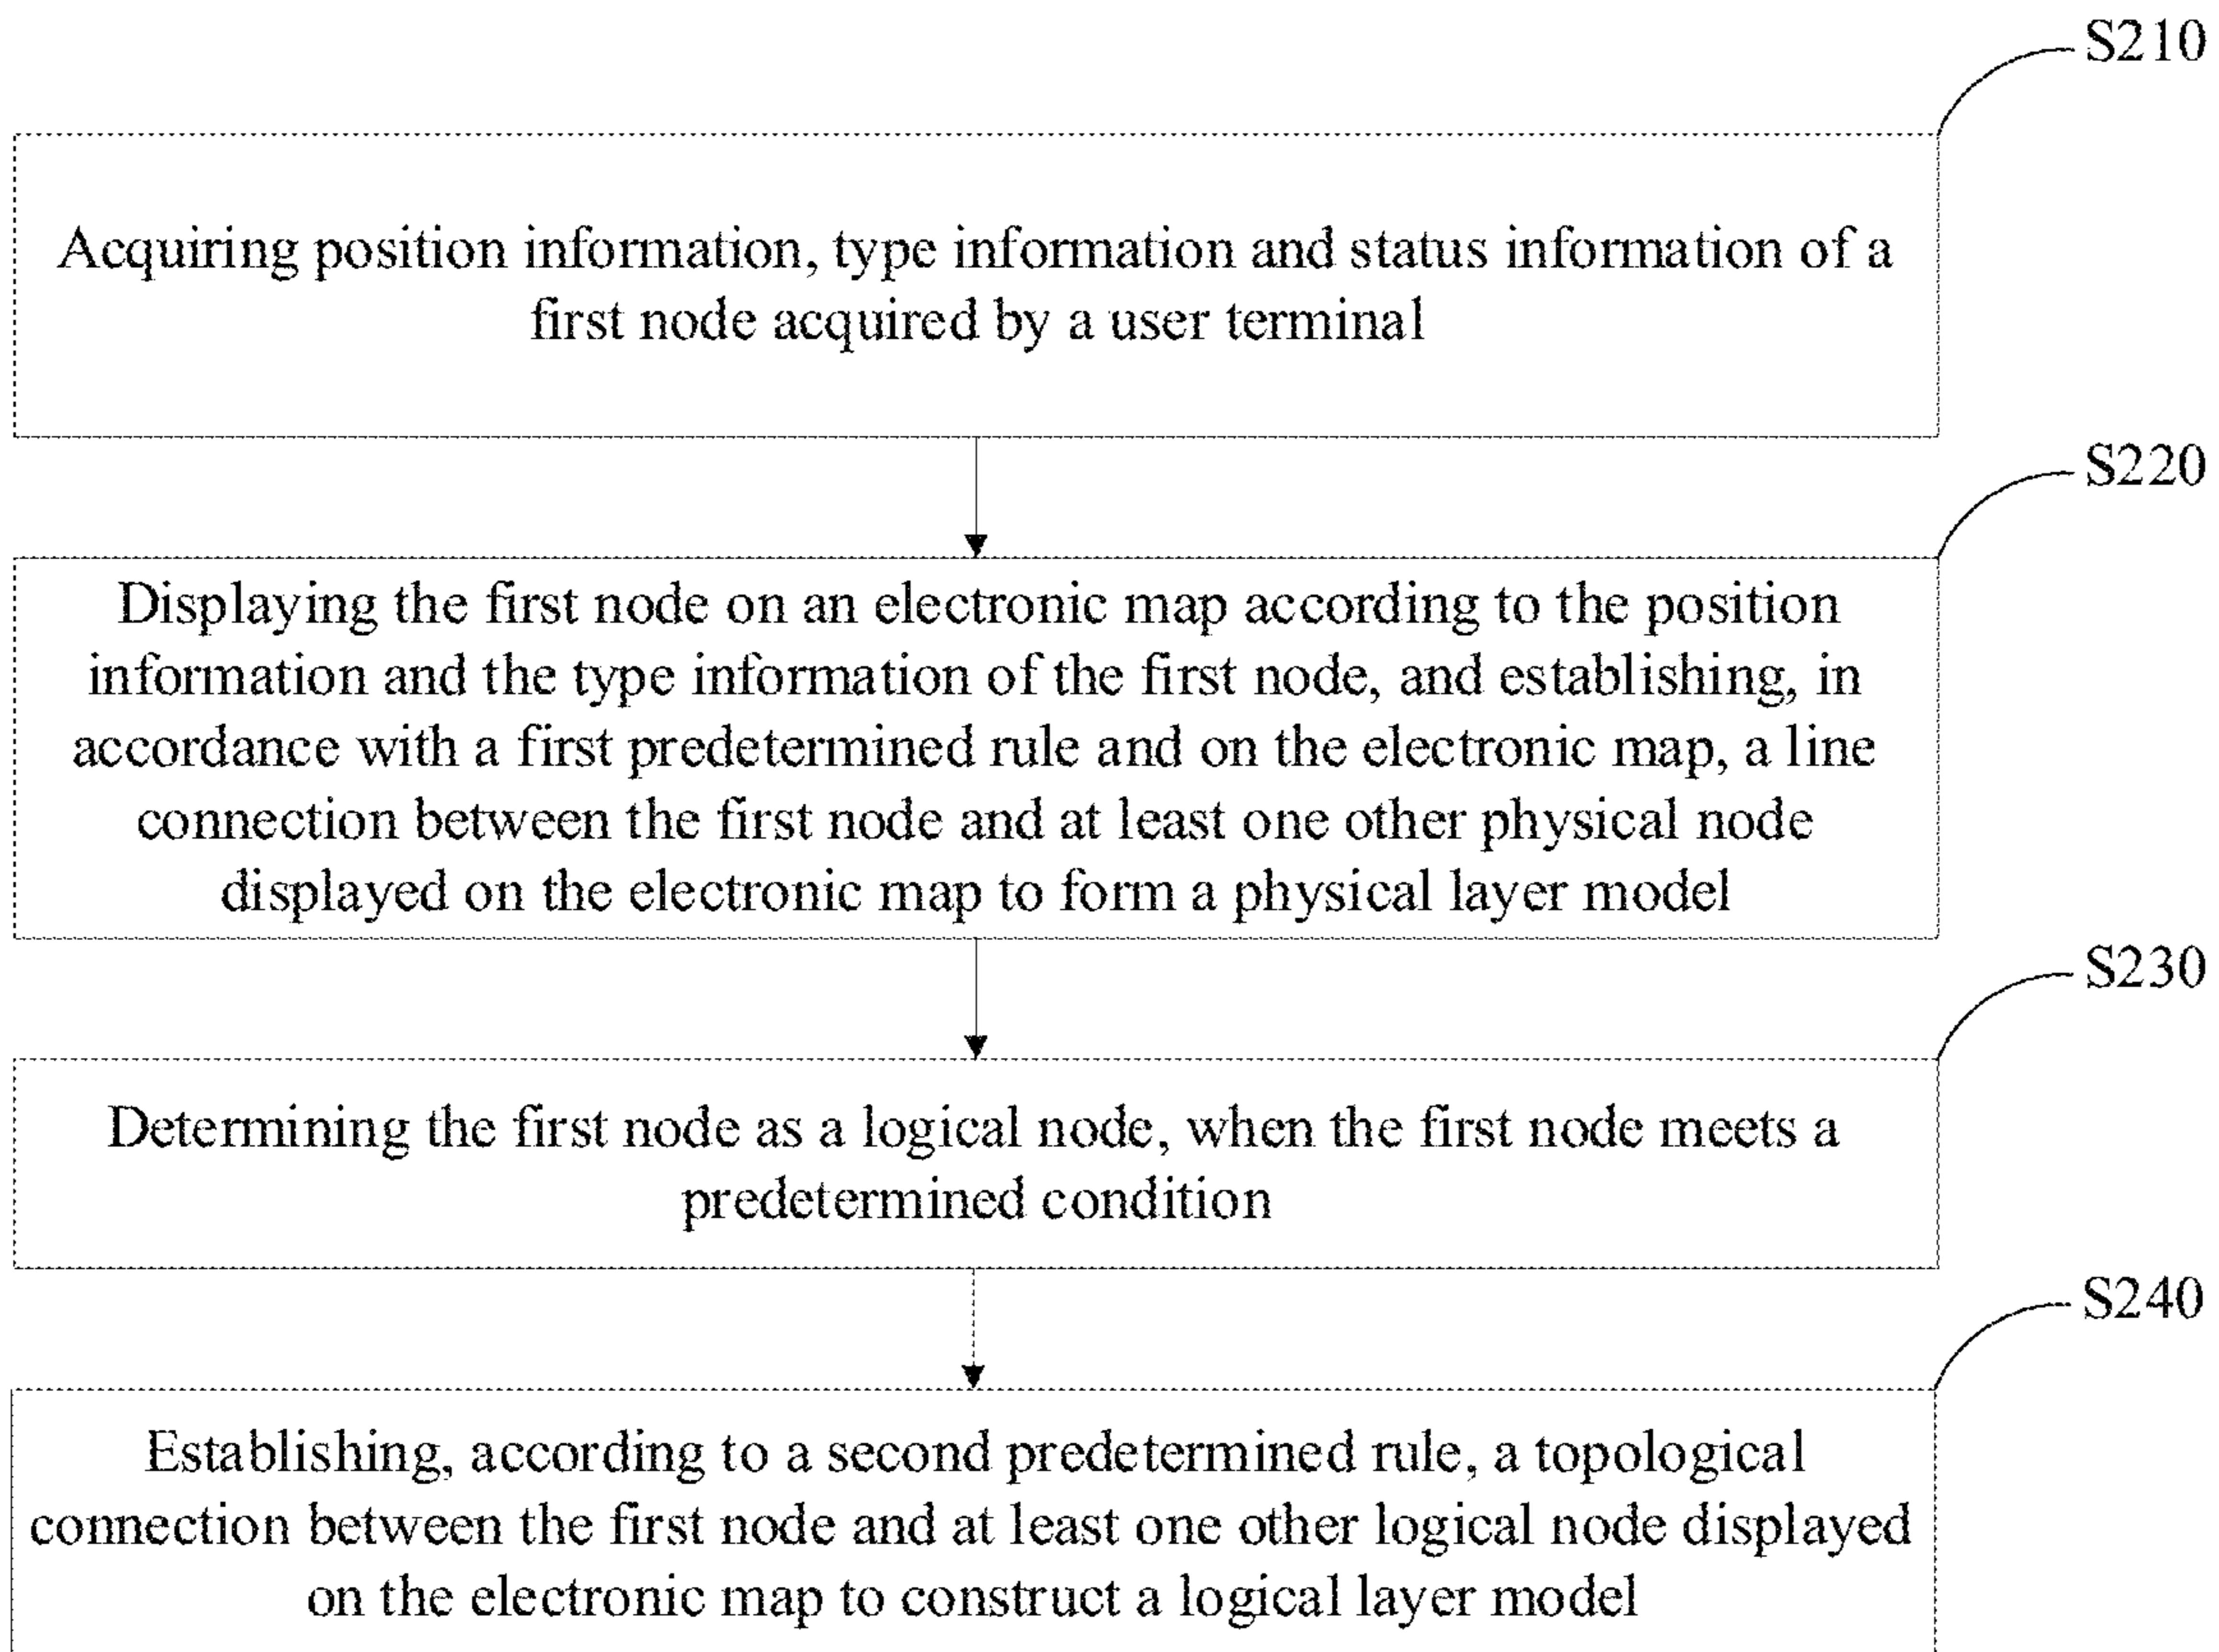 S210
Acquiring position information, type information and status information of a
first node acquired by a user terminal
S220
Displaying the first node on an electronic map according to the position
information and the type information of the first node, and establishing, in
accordance with a first predetermined rule and on the electronic map, a line
connection between the first node and at least one other physical node
displayed on the electronic map to form a physical layer model
S230
Determining the first node as a logical node, when the first node meets a
predetermined condition
S240
Establishing, according to a second predetermined rule, a topological
connection between the first node and at least one other logical node displayed
on the electronic map to construct a logical layer model